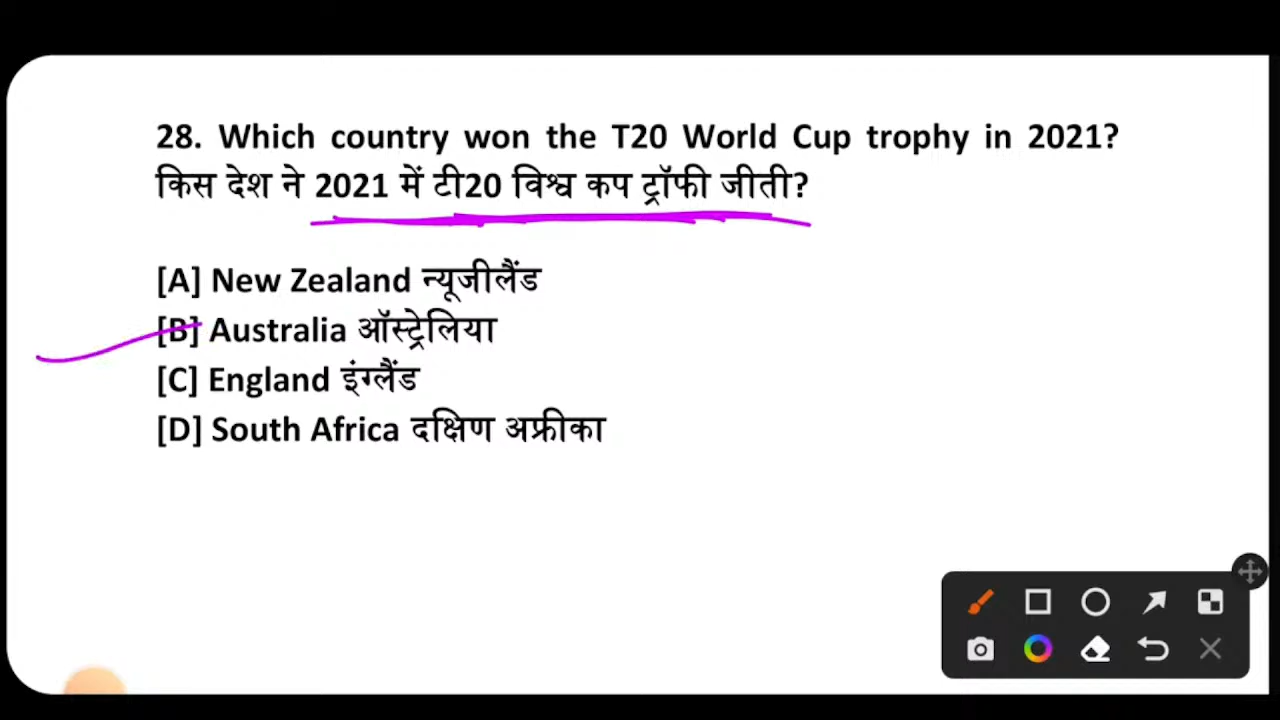 28. Which country won the T20 World Cup trophy in 2021?
किस देश ने 2021 में टी20 विश्व कप ट्रॉफी जीती?
[A] New Zealand न्यूजीलैंड
[B] Australia ऑस्ट्रेलिया
[C] England इंग्लैंड
[D] South Africa दक्षिण अफ्रीका